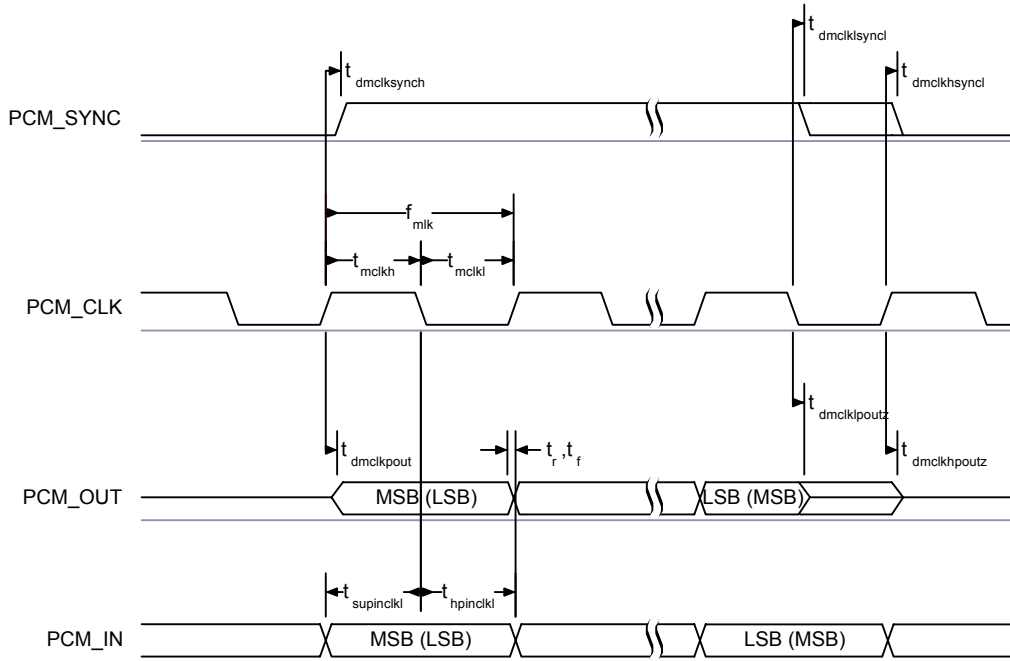 t dmclklsyncl
t dmclksynch
t dmclkhsyncl
PCM_SYNC
f mlk
t mclkh
t mclkl
PCM_CLK
t dmclklpoutz
t dmclkpout
t r ,t f
t dmclkhpoutz
PCM_OUT
MSB (LSB)
LSB (MSB)
t supinclkl
t hpinclkl
PCM_IN
MSB (LSB)
LSB (MSB)